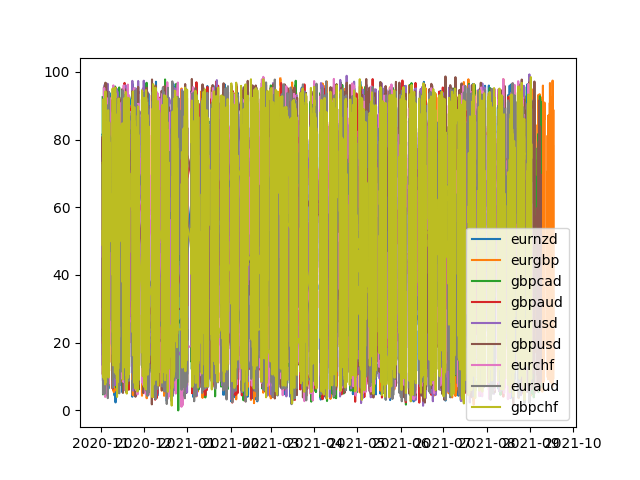 100
80
60
40
20
0
2020-11
2020-12
2021-01
2021-02
2021-03
2021-04
2021-05
2021-06
2021-07
2021-08
2021-09
2021-10
eurnzd
eurgbp
gbpcad
gbpaud
eurusd
gbpusd
eurchf
euraud
gbpchf